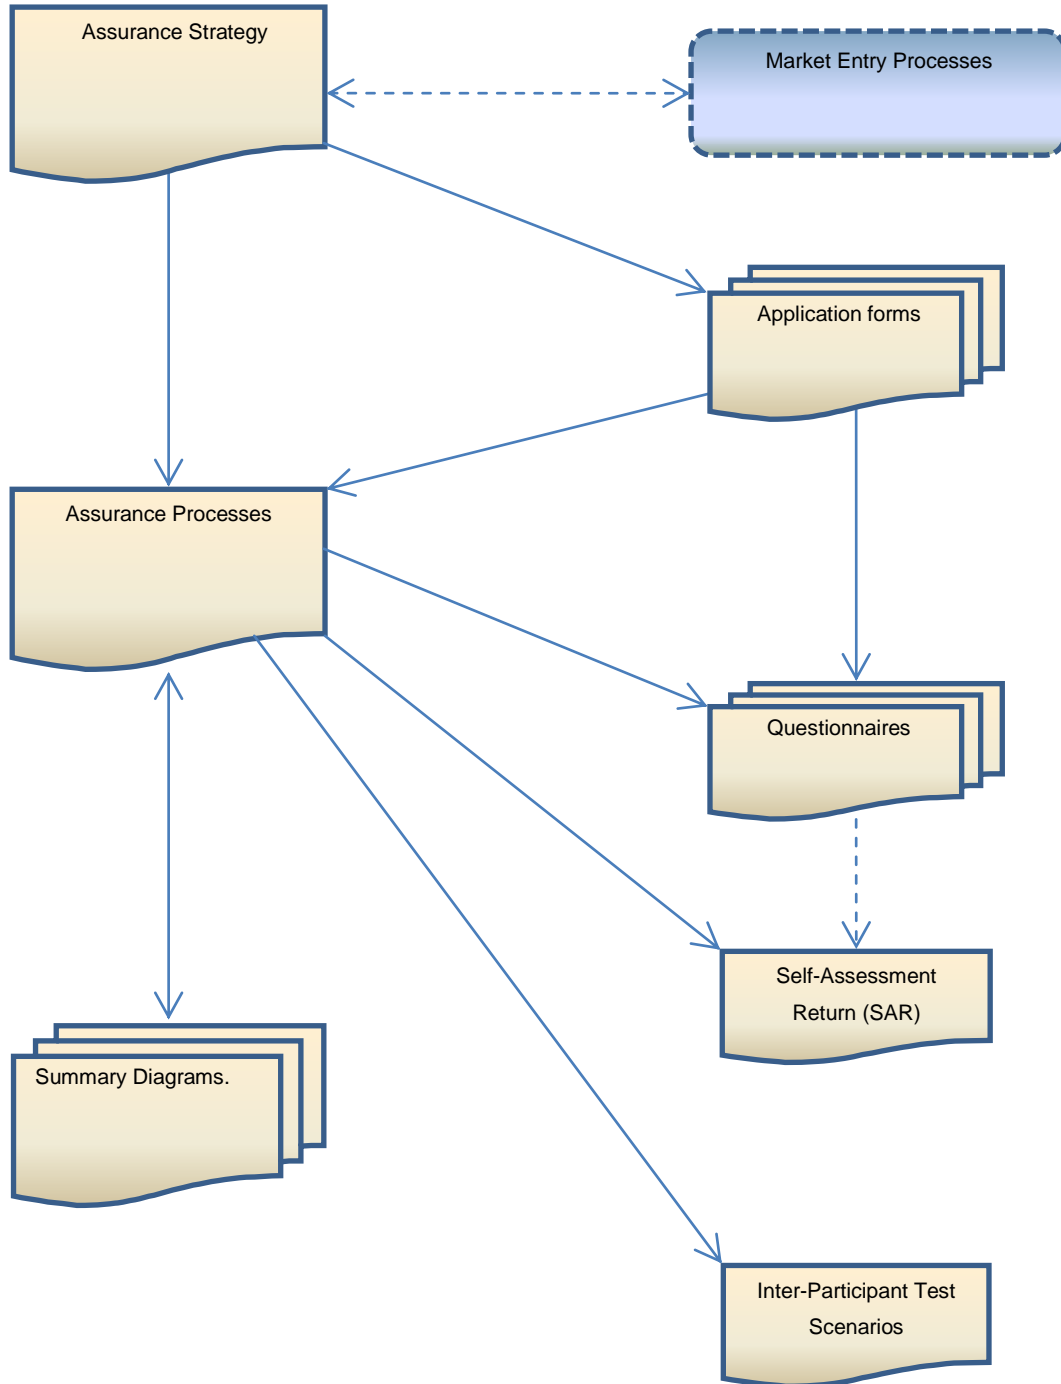 Assurance Strategy
Market Entry Processes
Application forms
Assurance Processes
Questionnaires
Self-Assessment
Return (SAR)
Summary Diagrams.
Inter-Participant Test
Scenarios